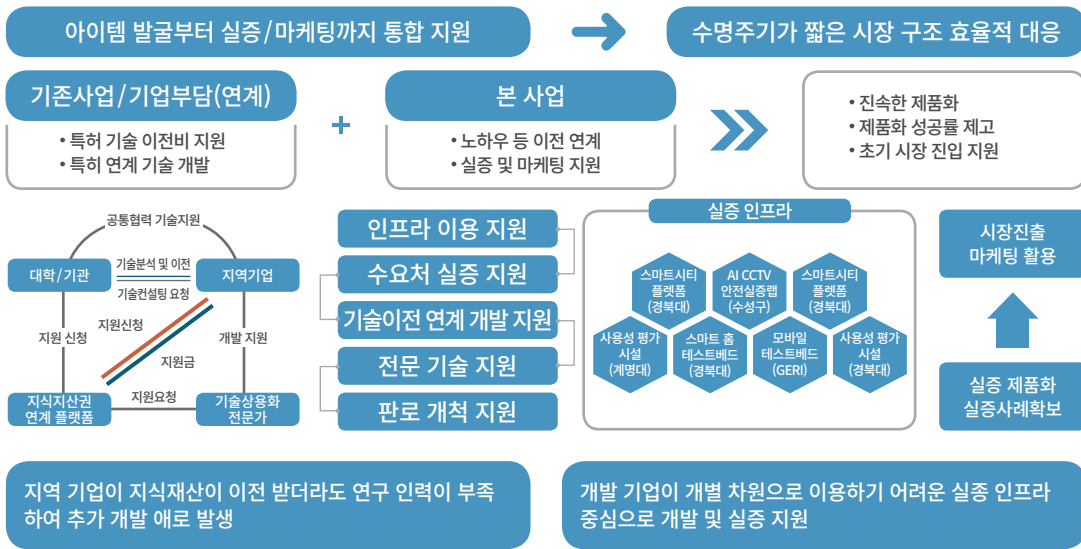 아이템 발굴부터 실증/마케팅까지 통합 지원
수명주기가 짧은 시장 구조 효율적 대응
기존사업/기업부담(연계)
• 특허 기술 이전비 지원
• 특히 연계 기술 개발
+
본 사업
• 노하우 등 이전 연계
• 실증 및 마케팅 지원
• 진속한 제품화
• 제품화 성공률 제고
• 초기 시장 진입 지원
공통협력 기술지원
대학/기관
기술분석 및 이전
지역기업
기술컨설팅 요청
지원 신청
지원신청
개발 지원
지원금
지식지산권
연계 플랫폼
지원요청
기술상용화
전문가
인프라 이용 지원
수요처 실증 지원
기술이전 연계 개발 지원
전문 기술 지원
판로 개척 지원
실증 인프라
스마트시티
플렛폼
(경북대)
AI CCTV
안전실증랩
(수성구)
스마트시티
플렛폼
(경북대)
사용성 평가
시설
(계명대)
스마트 홈
테스트베드
(경북대)
모바일
테스트베드
(GERI)
사용성 평가
시설
(경북대)
시장진출
마케팅 활용
실증 제품화
실증사례확보
지역 기업이 지식재산이 이전 받더라도 연구 인력이 부족
하여 추가 개발 애로 발생
개발 기업이 개별 차원으로 이용하기 어려운 실종 인프라
중심으로 개발 및 실증 지원